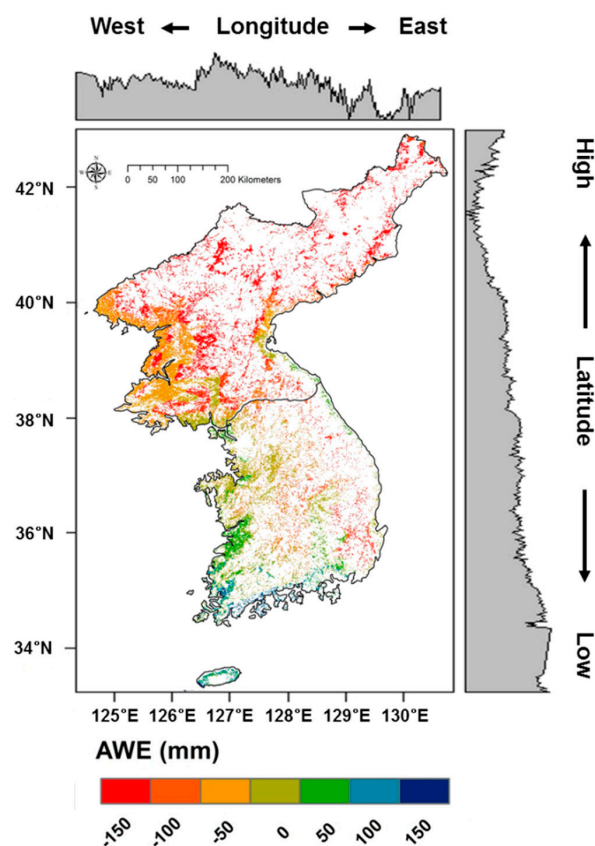 West ← Longitude → East
N
W E
S
0 50 100 200 Kilometers
42°N
40°N
38°N
36°N
34°N
High
Latitude
Low
125°E 126°E 127°E 128°E 129°E 130°E
AWE (mm)
-150 -100 -50 0 50 100 150